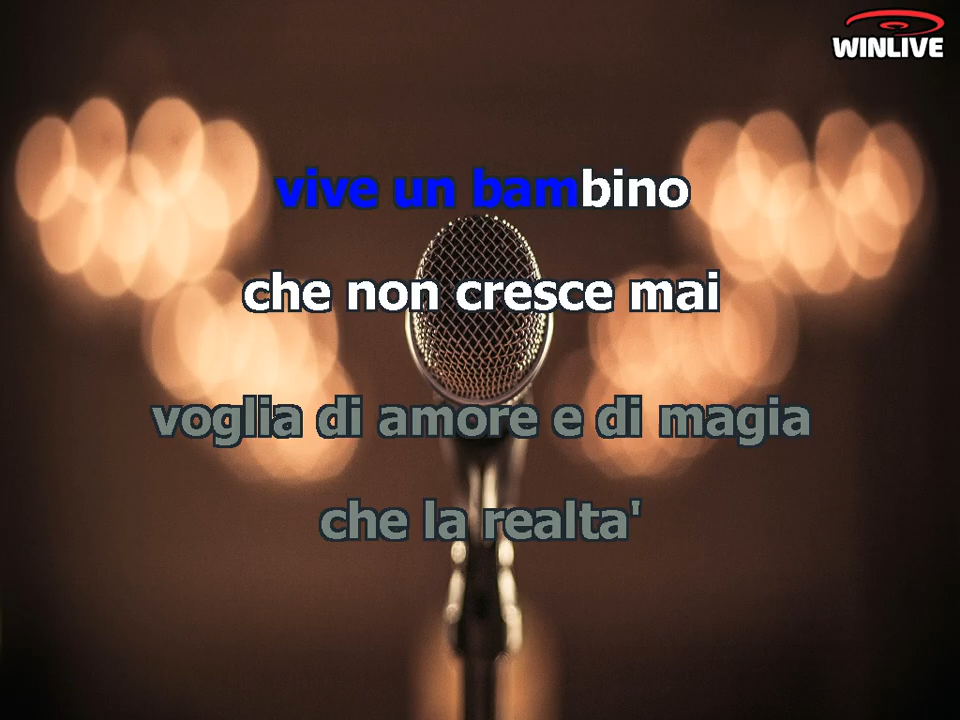 WINLIVE
vive un bambino
che non cresce mai
voglia di amore e di magia
che la realta'